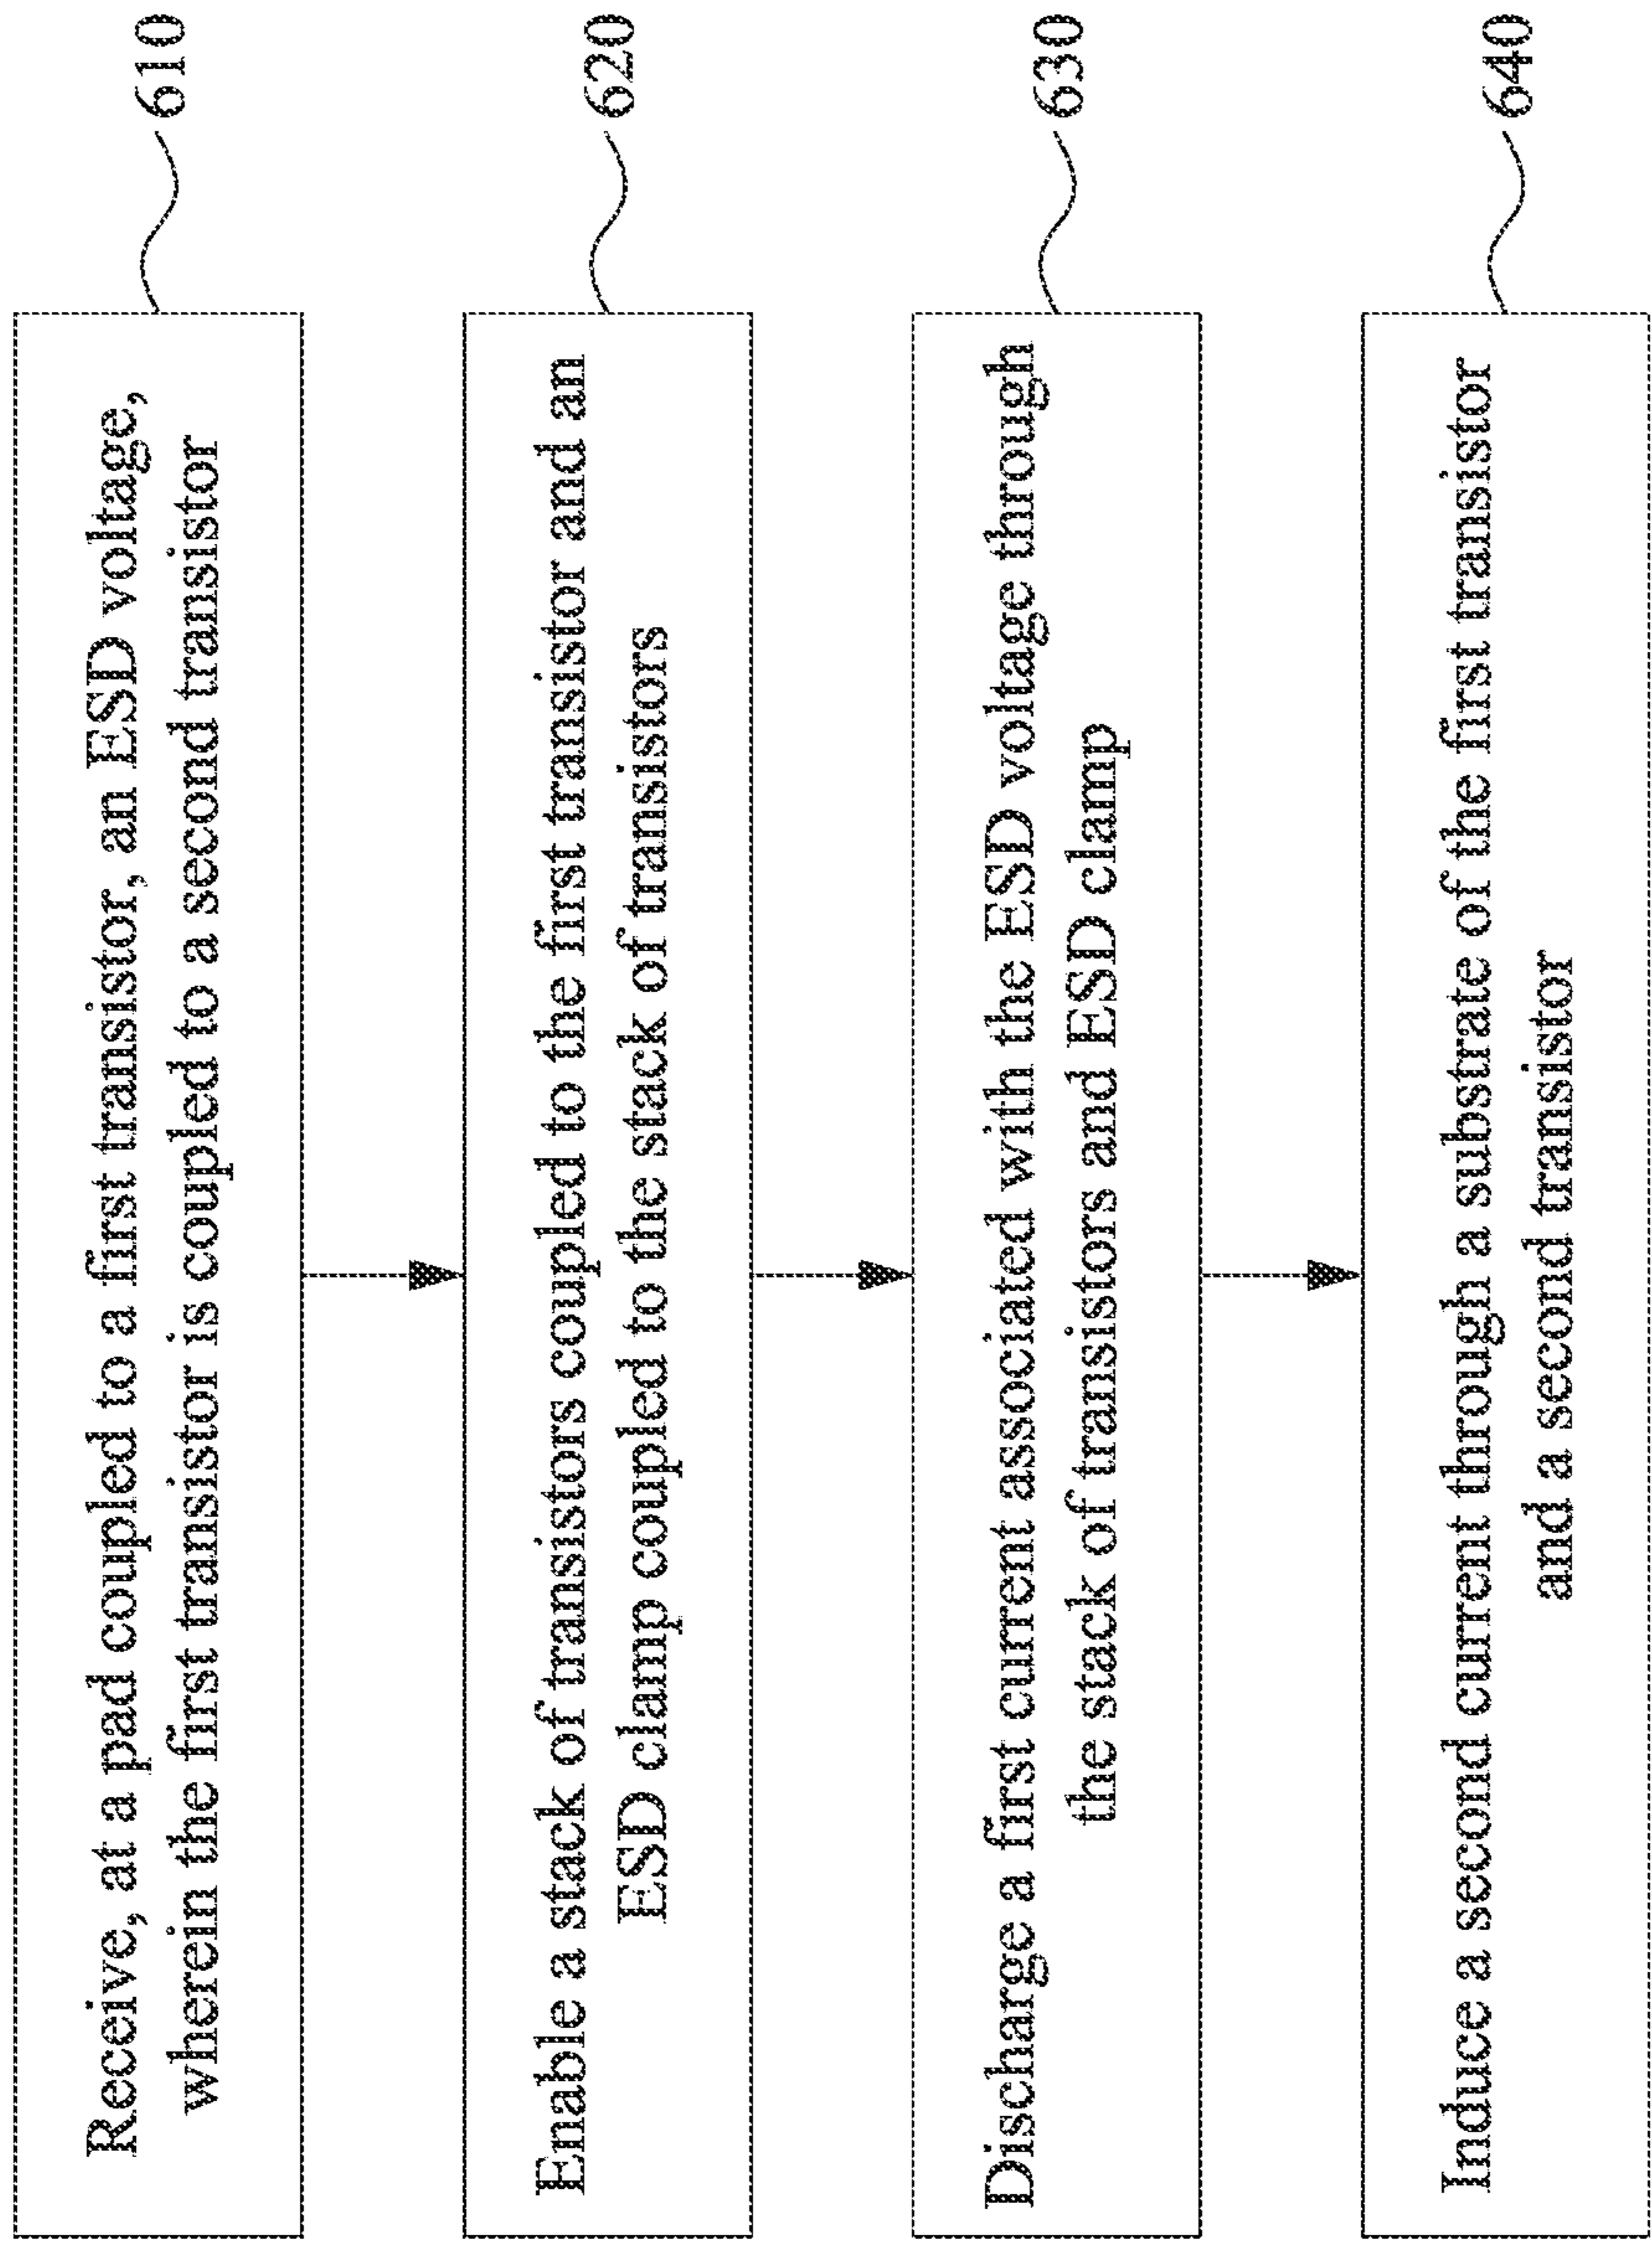 Receive, at a pad coupled to a first transistor, an ESD voltage,
wherein the first transistor is coupled to a second transistor
610
Enable a stack of transistors coupled to the first transistor and an
ESD clamp coupled to the stack of transistors
620
Discharge a first current associated with the ESD voltage through
the stack of transistors and ESD clamp
630
Induce a second current through a substrate of the first transistor
and a second transistor
640